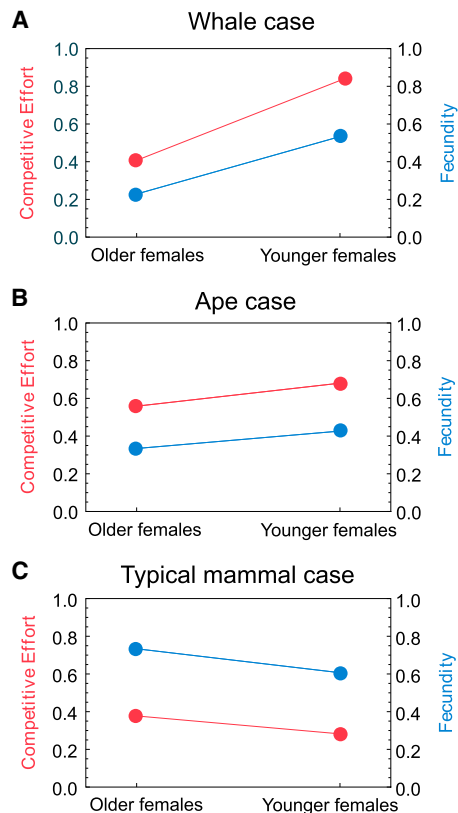 A
Whale case
Competitive Effort
1.0
0.8
0.6
0.4
0.2
0.0
1.0
0.8
0.6
0.4
0.2
0.0
Fecundity
Older females
Younger females
B
Ape case
Competitive Effort
1.0
0.8
0.6
0.4
0.2
0.0
1.0
0.8
0.6
0.4
0.2
0.0
Fecundity
Older females
Younger females
C
Typical mammal case
Competitive Effort
1.0
0.8
0.6
0.4
0.2
0.0
1.0
0.8
0.6
0.4
0.2
0.0
Fecundity
Older females
Younger females